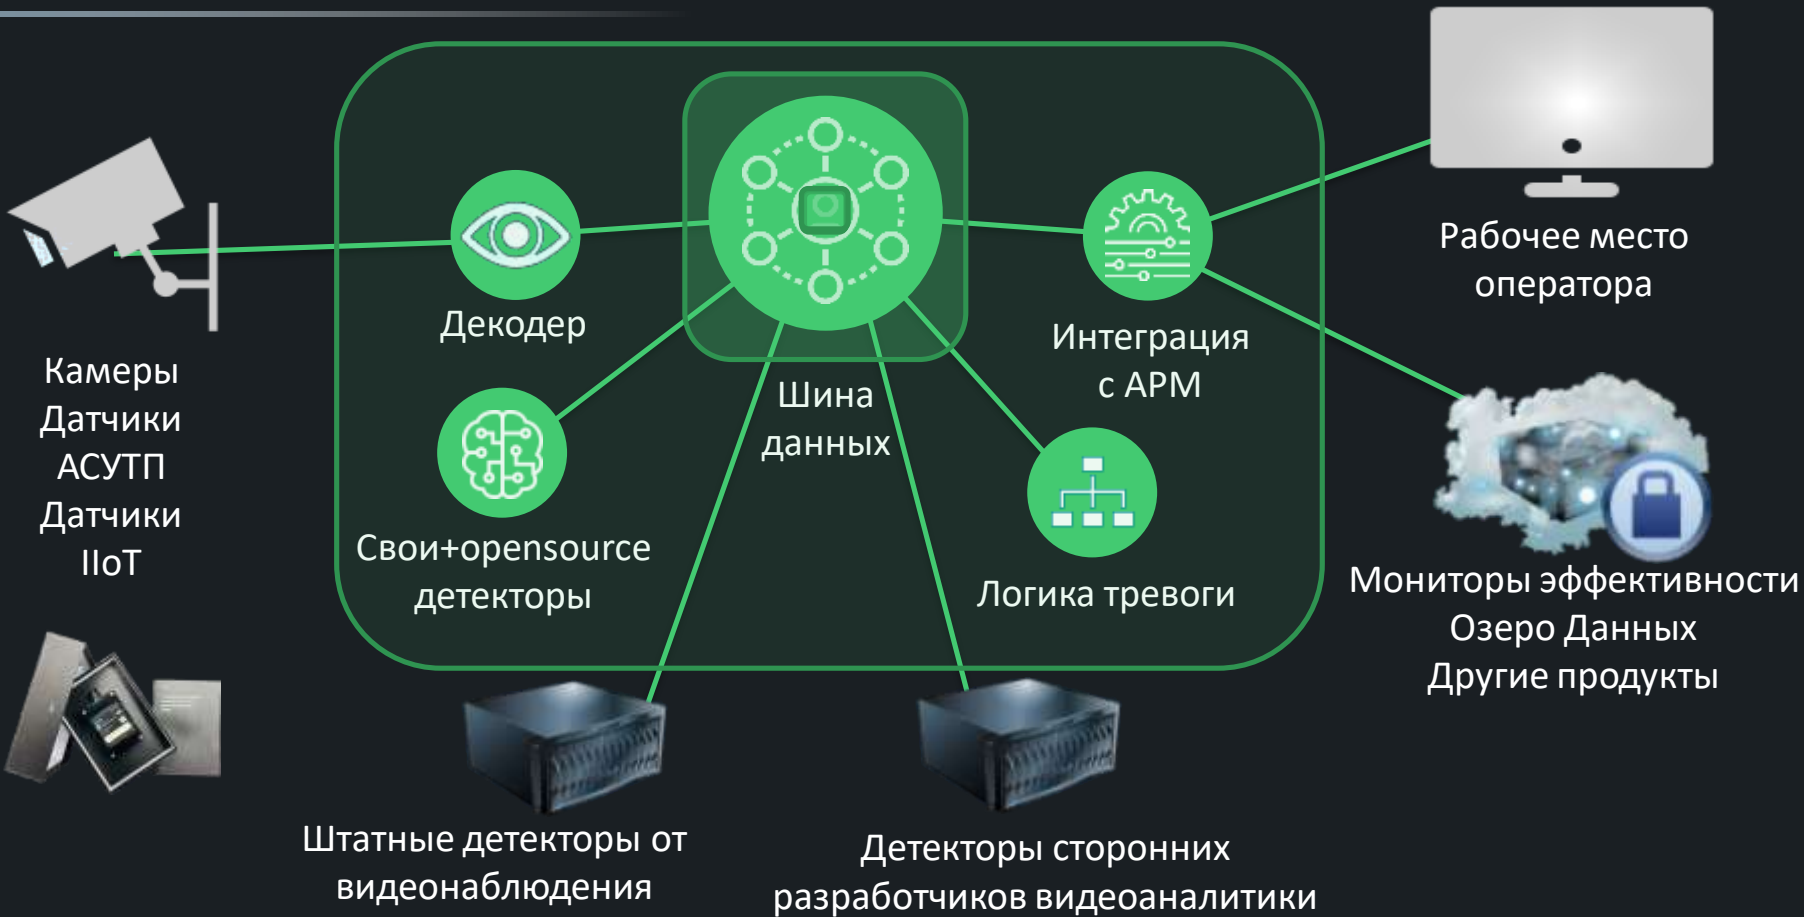 Камеры
Датчики
АСУТП
Датчики
IIoT
Декодер
Свои+opensource
детекторы
Шина
данных
Интеграция
с АРМ
Логика тревоги
Рабочее место
оператора
Мониторы эффективности
Озеро Данных
Другие продукты
Штатные детекторы от
видеонаблюдения
Детекторы сторонних
разработчиков видеоаналитики